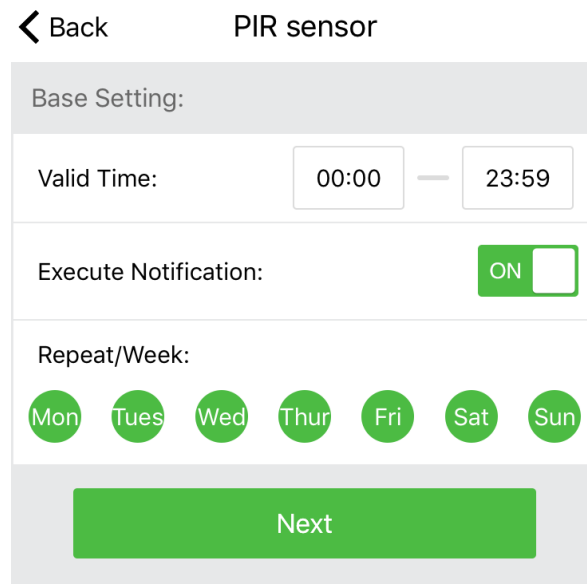 Back PIR sensor
Base Setting:
Valid Time: 00:00 — 23:59
Execute Notification: ON
Repeat/Week:
Mon Tues Wed Thur Fri Sat Sun
Next